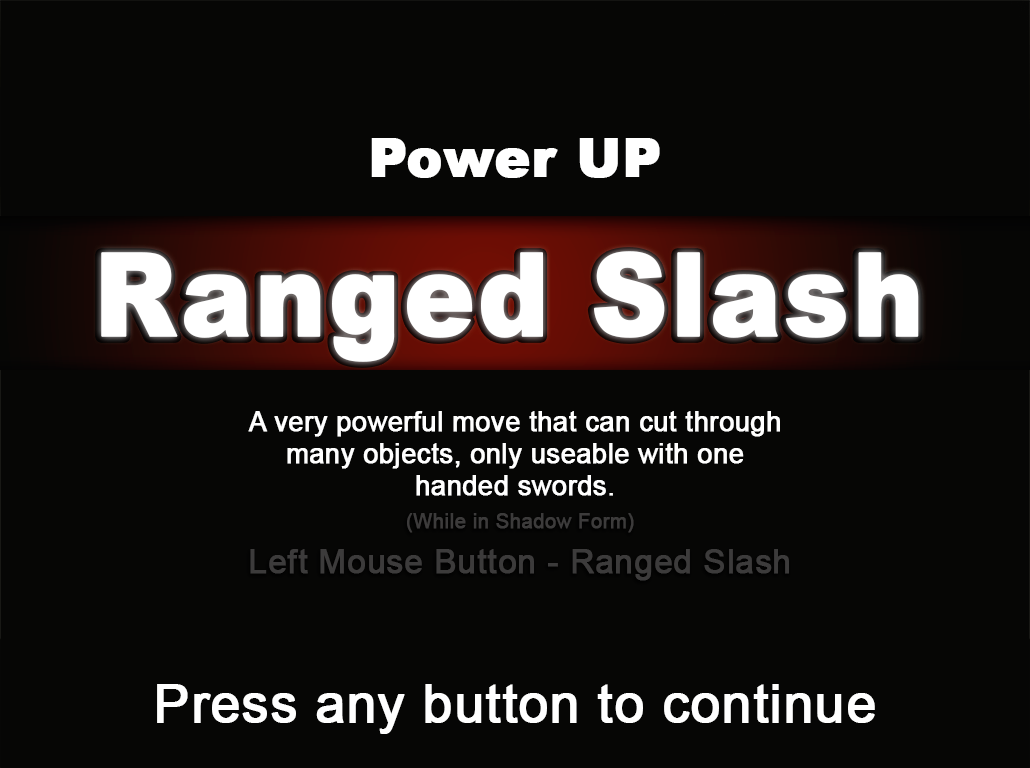 Power UP
Ranged Slash
A very powerful move that can cut through
many objects, only useable with one
handed swords.
(While in Shadow Form)
Left Mouse Button - Ranged Slash
Press any button to continue